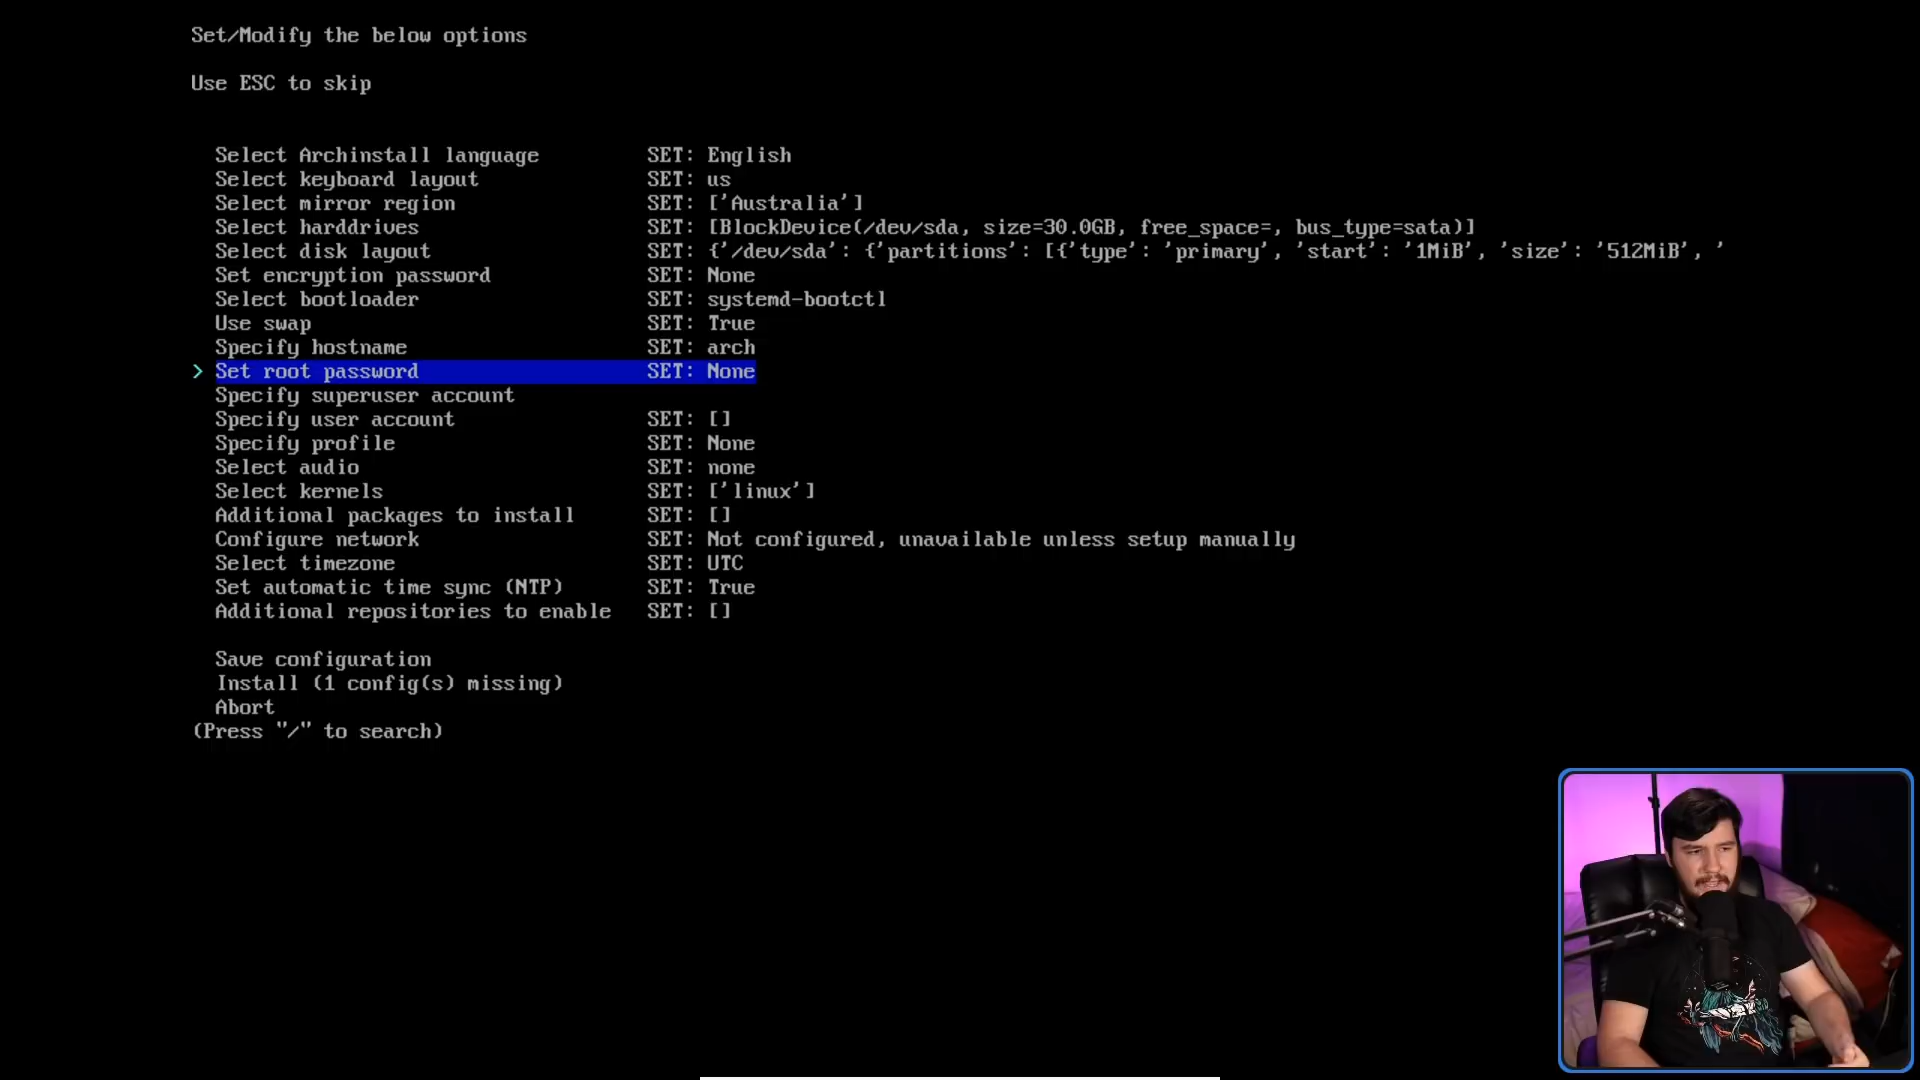 Set/Modify the below options
Use ESC to skip
Select Archinstall language SET: English
Select keyboard layout SET: us
Select mirror region SET: ['Australia']
Select harddrives SET: [BlockDevice(/dev/sda, size=30.0GB, free_space=, bus_type=sata)]
Select disk layout SET: {'/dev/sda': {'partitions': [{'type': 'primary', 'start': '1MiB', 'size': '512MiB', '
Set encryption password SET: None
Select bootloader SET: systemd-bootctl
Use swap SET: True
Specify hostname SET: arch
> Set root password SET: None
Specify superuser account
Specify user account SET: []
Specify profile SET: None
Select audio SET: none
Select kernels SET: ['linux']
Additional packages to install SET: []
Configure network SET: Not configured, unavailable unless setup manually
Select timezone SET: UTC
Set automatic time sync (NTP) SET: True
Additional repositories to enable SET: []
Save configuration
Install (1 config(s) missing)
Abort
(Press "/" to search)